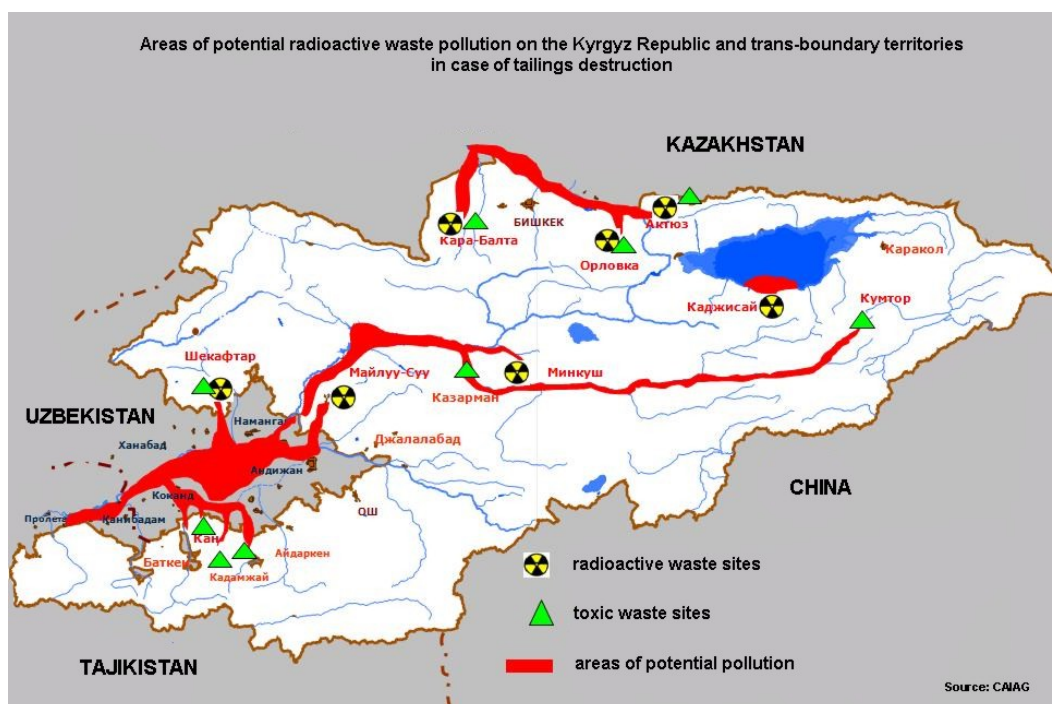 Areas of potential radioactive waste pollution on the Kyrgyz Republic and trans-boundary territories
in case of tailings destruction
KAZAKHSTAN
БИШКЕК
Актюз
Кара-Балта
Орловка
Каракол
Каджисай
Кумтор
Шекафтар
Майлуу-Суу
Минкуш
Казарман
UZBEKISTAN
Наманган
Ханабад
Джалалабад
Андижан
CHINA
Коканд
ОШ
Пролета
Канибадам
Кан
Айдаркен
Баткен
Кадамжай
radioactive waste sites
toxic waste sites
TAJIKISTAN
areas of potential pollution
Source: CAIAG